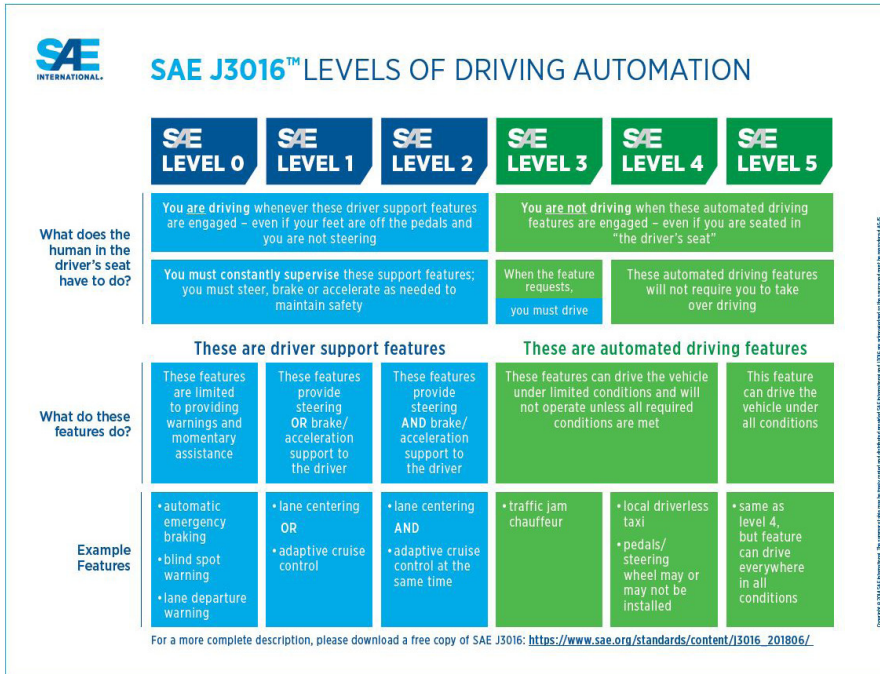 SAE
INTERNATIONAL®
SAE J3016™ LEVELS OF DRIVING AUTOMATION
SAE
LEVEL 0
SAE
LEVEL 1
SAE
LEVEL 2
SAE
LEVEL 3
SAE
LEVEL 4
SAE
LEVEL 5
What does the
human in the
driver's seat
have to do?
You are driving whenever these driver support features
are engaged – even if your feet are off the pedals and
you are not steering
You are not driving when these automated driving
features are engaged – even if you are seated in
“the driver's seat”
You must constantly supervise these support features;
you must steer, brake or accelerate as needed to
maintain safety
When the feature
requests,
you must drive
These automated driving features
will not require you to take
over driving
These are driver support features
These are automated driving features
What do these
features do?
These features
are limited
to providing
warnings and
momentary
assistance
These features
provide
steering
OR brake/
acceleration
support to
the driver
These features
provide
steering
AND brake/
acceleration
support to
the driver
These features can drive the vehicle
under limited conditions and will
not operate unless all required
conditions are met
This feature
can drive the
vehicle under
all conditions
Example
Features
• automatic
emergency
braking
• blind spot
warning
• lane departure
warning
• lane centering
OR
• adaptive cruise
control
• lane centering
AND
• adaptive cruise
control at the
same time
• traffic jam
chauffeur
• local driverless
taxi
• pedals/
steering
wheel may or
may not be
installed
• same as
level 4,
but feature
can drive
everywhere
in all
conditions
For a more complete description, please download a free copy of SAE J3016: https://www.sae.org/standards/content/j3016_201806/